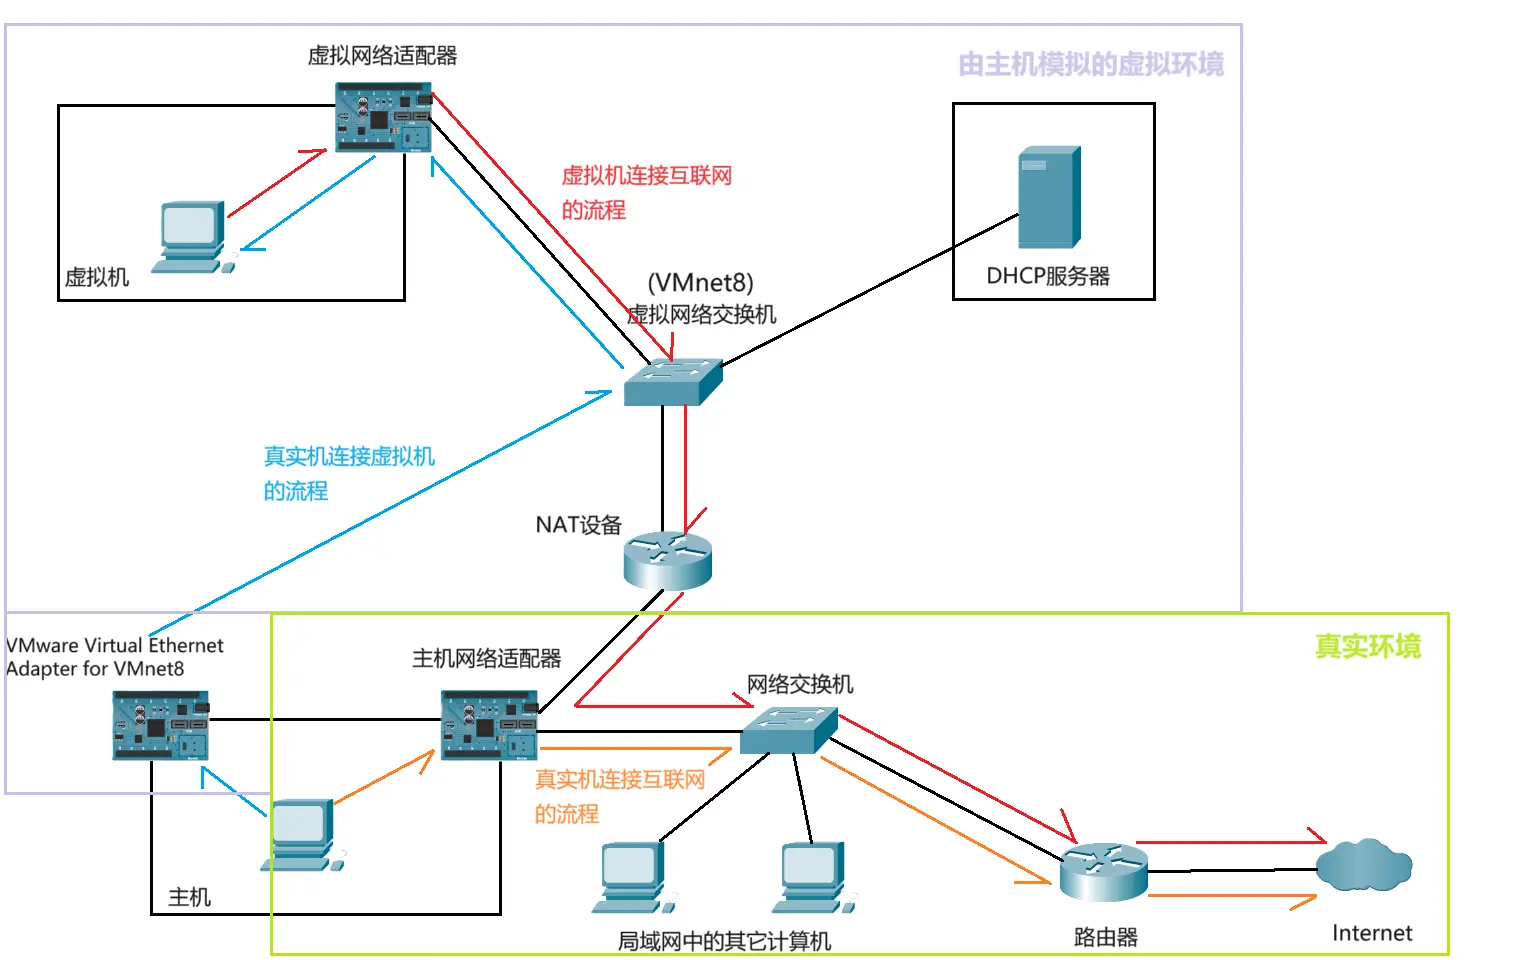 虚拟网络适配器
由主机模拟的虚拟环境
虚拟机连接互联网
的流程
虚拟机
DHCP服务器
(VMnet8)
虚拟网络交换机
真实机连接虚拟机
的流程
NAT设备
VMware Virtual Ethernet
Adapter for VMnet8
主机网络适配器
真实环境
网络交换机
真实机连接互联网
的流程
主机
局域网中的其它计算机
路由器
Internet